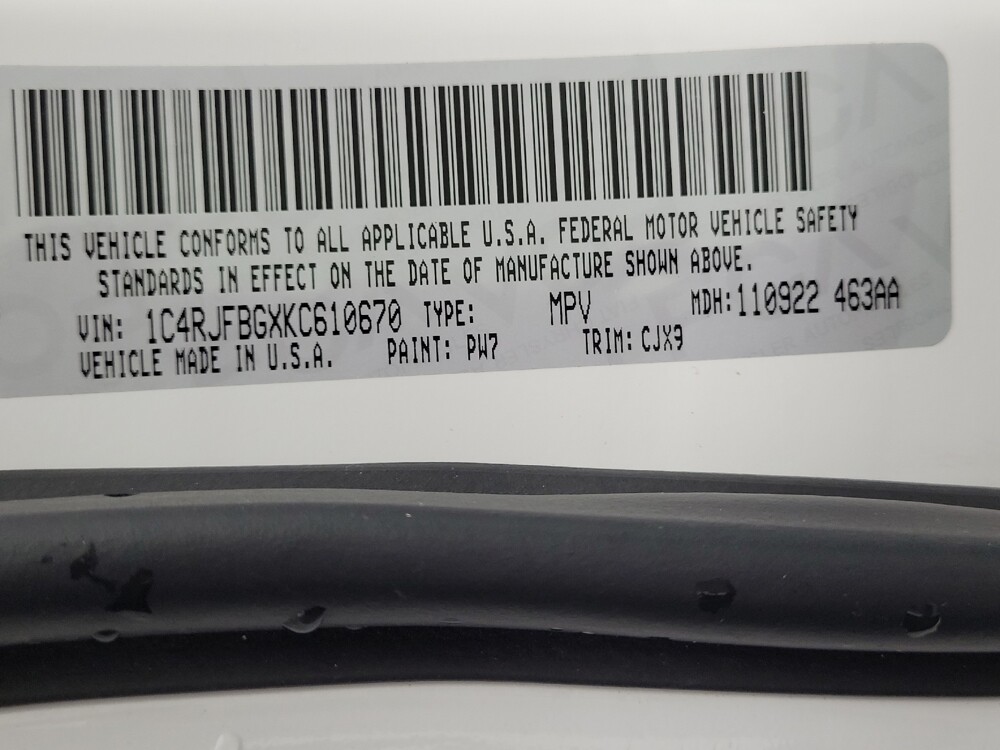 THIS VEHICLE CONFORMS TO ALL APPLICABLE U.S.A. FEDERAL MOTOR VEHICLE SAFETY
STANDARDS IN EFFECT ON THE DATE OF MANUFACTURE SHOWN ABOVE.
VIN: 1C4RJFBGXKC610670 TYPE: MPV MDH: 110922 463AA
VEHICLE MADE IN U.S.A. PAINT: PW7 TRIM: CJX9